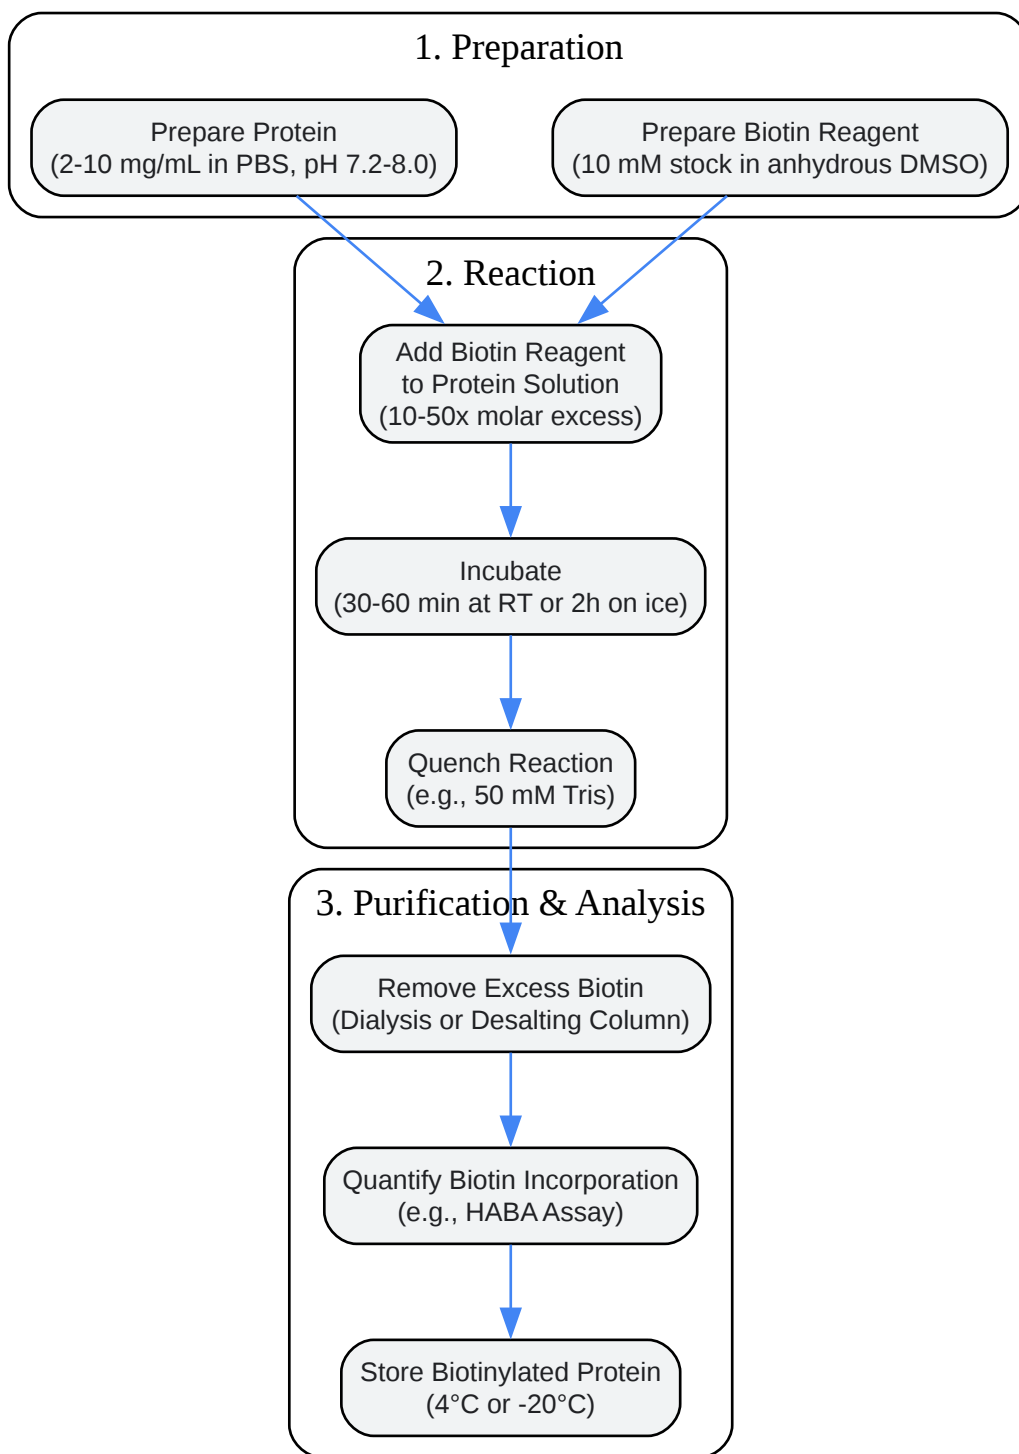 1. Preparation
Prepare Protein
(2-10 mg/mL in PBS, pH 7.2-8.0)
Prepare Biotin Reagent
(10 mM stock in anhydrous DMSO)
2. Reaction
Add Biotin Reagent
to Protein Solution
(10-50x molar excess)
Incubate
(30-60 min at RT or 2h on ice)
Quench Reaction
(e.g., 50 mM Tris)
3. Purification & Analysis
Remove Excess Biotin
(Dialysis or Desalting Column)
Quantify Biotin Incorporation
(e.g., HABA Assay)
Store Biotinylated Protein
(4°C or -20°C)